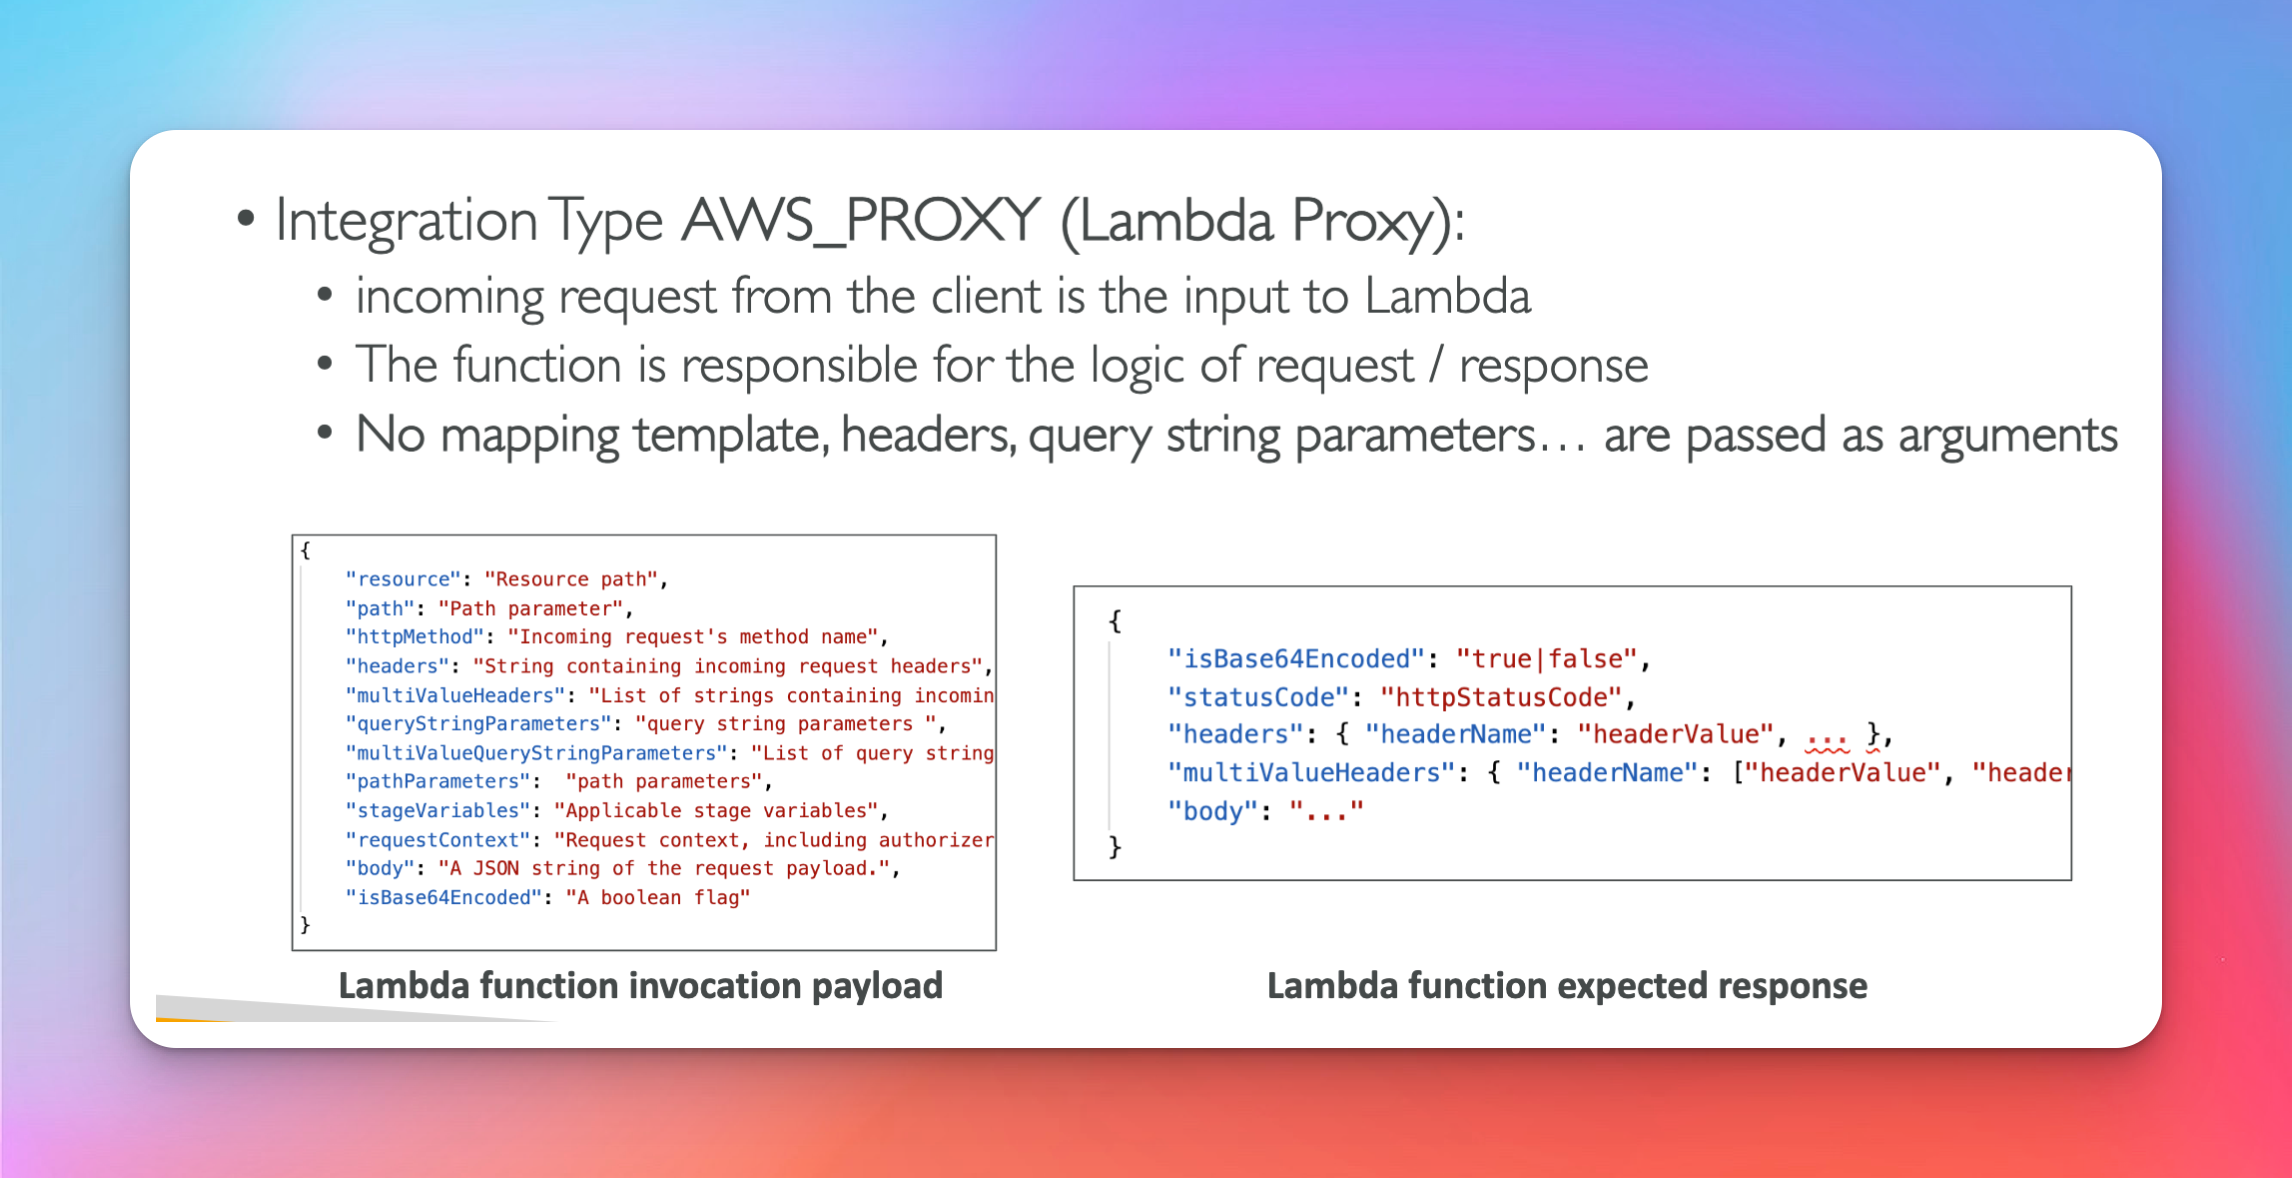 • Integration Type AWS_PROXY (Lambda Proxy):
• incoming request from the client is the input to Lambda
• The function is responsible for the logic of request / response
• No mapping template, headers, query string parameters… are passed as arguments
{
"resource": "Resource path",
"path": "Path parameter",
"httpMethod": "Incoming request's method name",
"headers": "String containing incoming request headers",
"multiValueHeaders": "List of strings containing incomin
"queryStringParameters": "query string parameters ",
"multiValueQueryStringParameters": "List of query string
"pathParameters":  "path parameters",
"stageVariables": "Applicable stage variables",
"requestContext": "Request context, including authorizer
"body": "A JSON string of the request payload.",
"isBase64Encoded": "A boolean flag"
}
Lambda function invocation payload
{
"isBase64Encoded": "true|false",
"statusCode": "httpStatusCode",
"headers": { "headerName": "headerValue", ... },
"multiValueHeaders": { "headerName": ["headerValue", "header
"body": "..."
}
Lambda function expected response